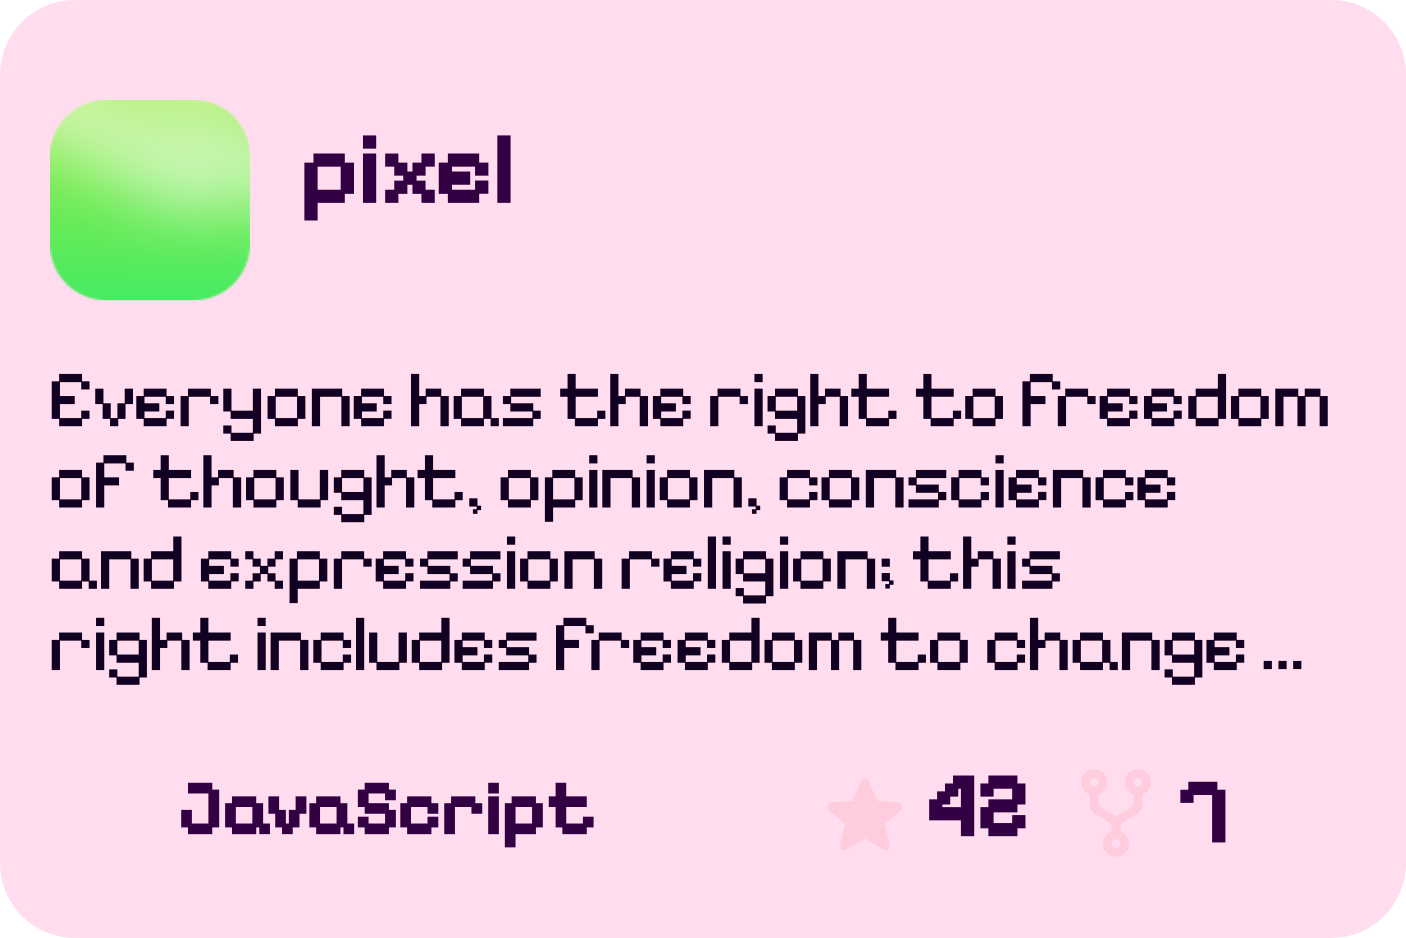 pixel
Everyone has the right to freedom
of thought, opinion, conscience
and expression religion; this
right includes freedom to change ...
JavaScript 42 7